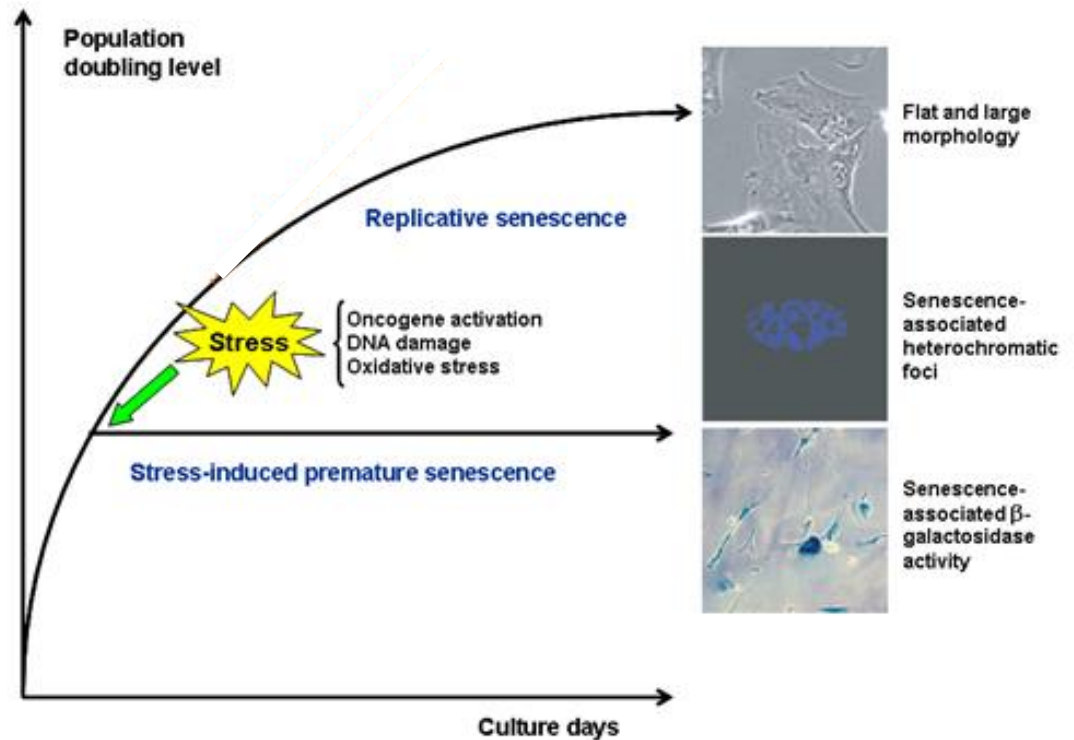 Population
doubling level
Flat and large
morphology
Replicative senescence
Senescence-
associated
heterochromatic
foci
Stress
Oncogene activation
DNA damage
Oxidative stress
Stress-induced premature senescence
Senescence-
associated β-
galactosidase
activity
Culture days